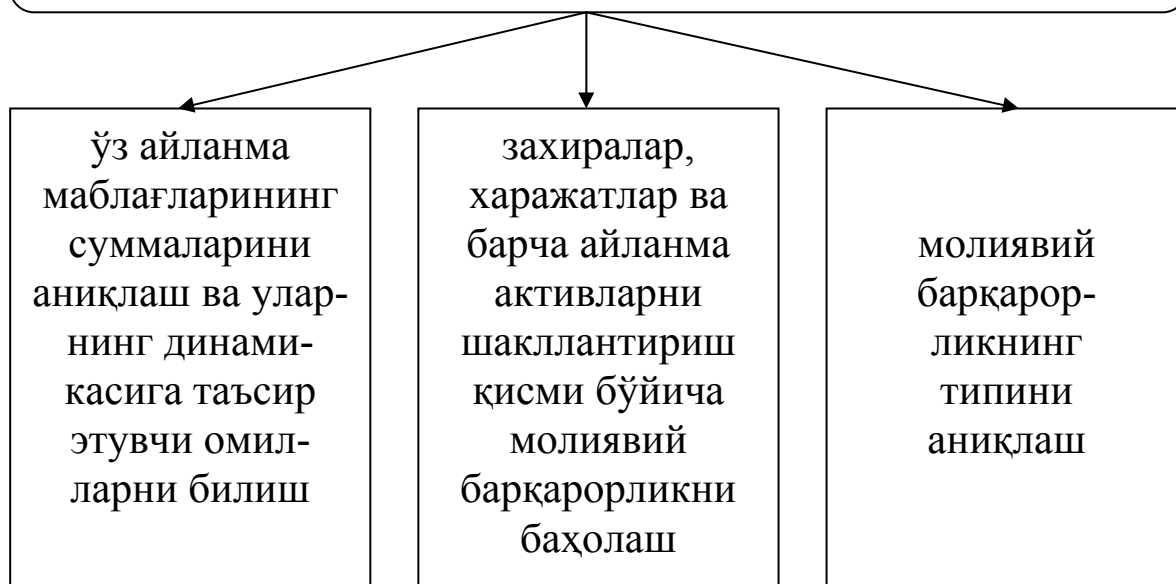 ўз айланма
маблағларининг
суммаларини
аниқлаш ва улар-
нинг динами-
касига таъсир
этувчи омил-
ларни билиш
захиралар,
харажатлар ва
барча айланма
активларни
шакллантириш
қисми бўйича
молиявий
барқарорликни
баҳолаш
молиявий
барқарор-
ликнинг
типини
аниқлаш